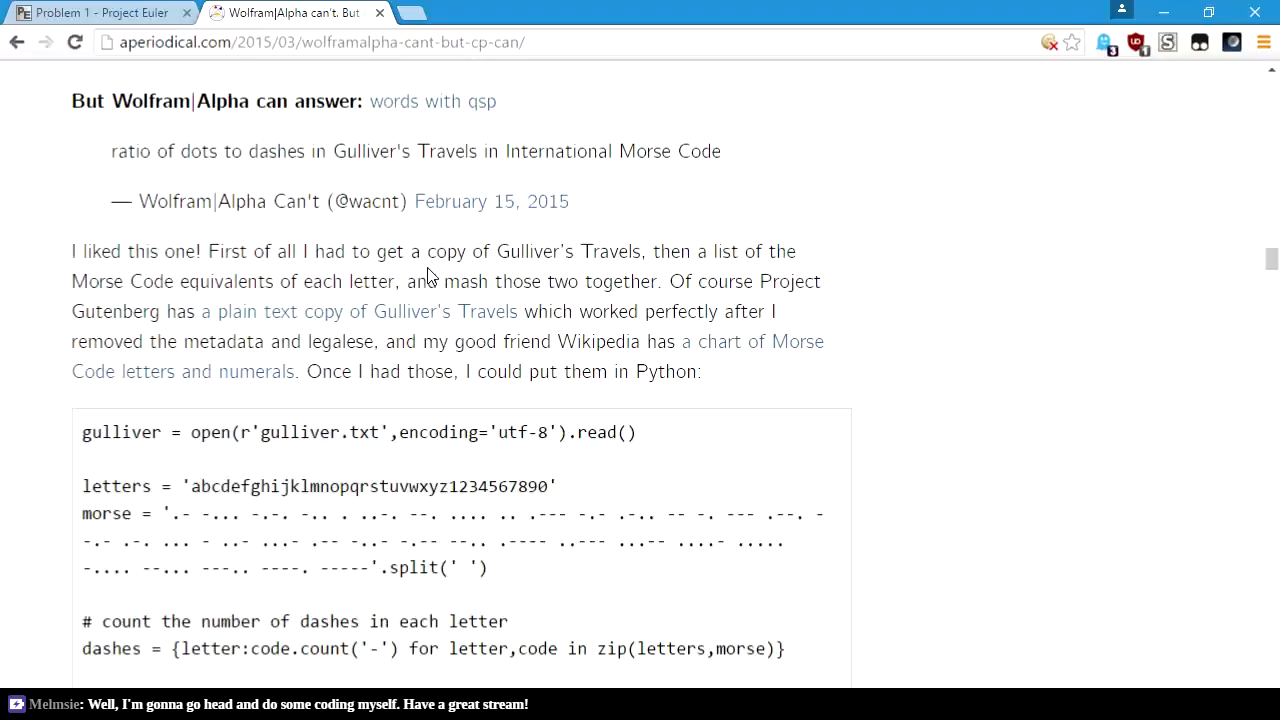 Problem 1 - Project Euler
Wolfram|Alpha can't. But
aperiodical.com/2015/03/wolframalpha-cant-but-cp-can/
But Wolfram|Alpha can answer: words with qsp
ratio of dots to dashes in Gulliver's Travels in International Morse Code
— Wolfram|Alpha Can't (@wacnt) February 15, 2015
I liked this one! First of all I had to get a copy of Gulliver's Travels, then a list of the
Morse Code equivalents of each letter, and mash those two together. Of course Project
Gutenberg has a plain text copy of Gulliver's Travels which worked perfectly after I
removed the metadata and legalese, and my good friend Wikipedia has a chart of Morse
Code letters and numerals. Once I had those, I could put them in Python:
gulliver = open(r'gulliver.txt',encoding='utf-8').read()
letters = 'abcdefghijklmnopqrstuvwxyz1234567890'
morse = '.- -... -.-. -.. . ..-. --. .... .. .--- -.- .-.. -- -. --- .--. -
-.- .-. ... - ..- ...- .-- -..- -.-- --.. .---- ..--- ...-- ....- .....
-.... --... ---.. ----. -----'.split(' ')
# count the number of dashes in each letter
dashes = {letter:code.count('-') for letter,code in zip(letters,morse)}
Melmsie: Well, I'm gonna go head and do some coding myself. Have a great stream!